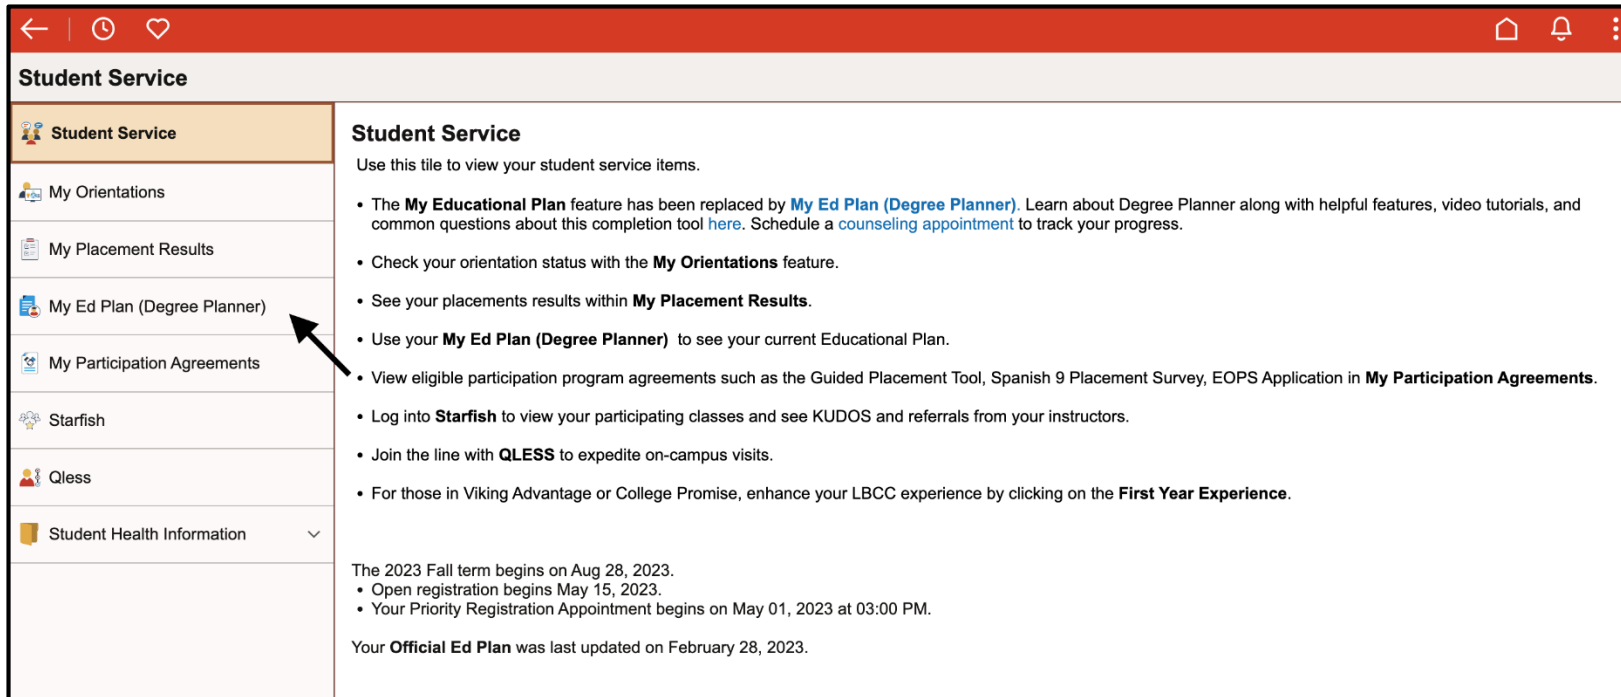 Student Service
Student Service
My Orientations
My Placement Results
My Ed Plan (Degree Planner)
My Participation Agreements
Starfish
Qless
Student Health Information
Student Service
Use this tile to view your student service items.
• The My Educational Plan feature has been replaced by My Ed Plan (Degree Planner). Learn about Degree Planner along with helpful features, video tutorials, and
common questions about this completion tool here. Schedule a counseling appointment to track your progress.
• Check your orientation status with the My Orientations feature.
• See your placements results within My Placement Results.
• Use your My Ed Plan (Degree Planner) to see your current Educational Plan.
• View eligible participation program agreements such as the Guided Placement Tool, Spanish 9 Placement Survey, EOPS Application in My Participation Agreements.
• Log into Starfish to view your participating classes and see KUDOS and referrals from your instructors.
• Join the line with QLESS to expedite on-campus visits.
• For those in Viking Advantage or College Promise, enhance your LBCC experience by clicking on the First Year Experience.
The 2023 Fall term begins on Aug 28, 2023.
• Open registration begins May 15, 2023.
• Your Priority Registration Appointment begins on May 01, 2023 at 03:00 PM.
Your Official Ed Plan was last updated on February 28, 2023.